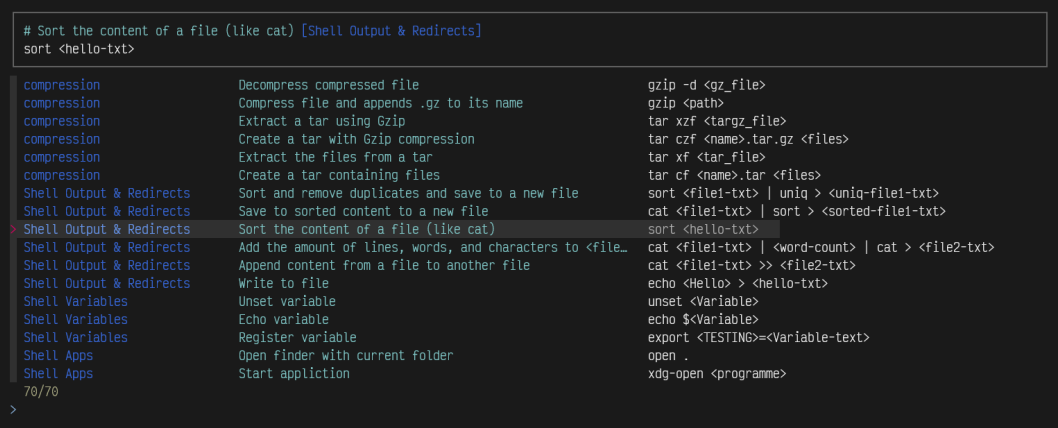 # Sort the content of a file (like cat) [Shell Output & Redirects]
sort <hello-txt>
compression Decompress compressed file gzip -d <gz_file>
compression Compress file and appends .gz to its name gzip <path>
compression Extract a tar using Gzip tar xzf <targz_file>
compression Create a tar with Gzip compression tar czf <name>.tar.gz <files>
compression Extract the files from a tar tar xf <tar_file>
compression Create a tar containing files tar cf <name>.tar <files>
Shell Output & Redirects Sort and remove duplicates and save to a new file sort <file1-txt> | uniq > <uniq-file1-txt>
Shell Output & Redirects Save to sorted content to a new file cat <file1-txt> | sort > <sorted-file1-txt>
> Shell Output & Redirects Sort the content of a file (like cat) sort <hello-txt>
Shell Output & Redirects Add the amount of lines, words, and characters to <file… cat <file1-txt> | <word-count> | cat > <file2-txt>
Shell Output & Redirects Append content from a file to another file cat <file1-txt> >> <file2-txt>
Shell Output & Redirects Write to file echo <Hello> > <hello-txt>
Shell Variables Unset variable unset <Variable>
Shell Variables Echo variable echo $<Variable>
Shell Variables Register variable export <TESTING>=<Variable-text>
Shell Apps Open finder with current folder open .
Shell Apps Start appliction xdg-open <programme>
70/70
>